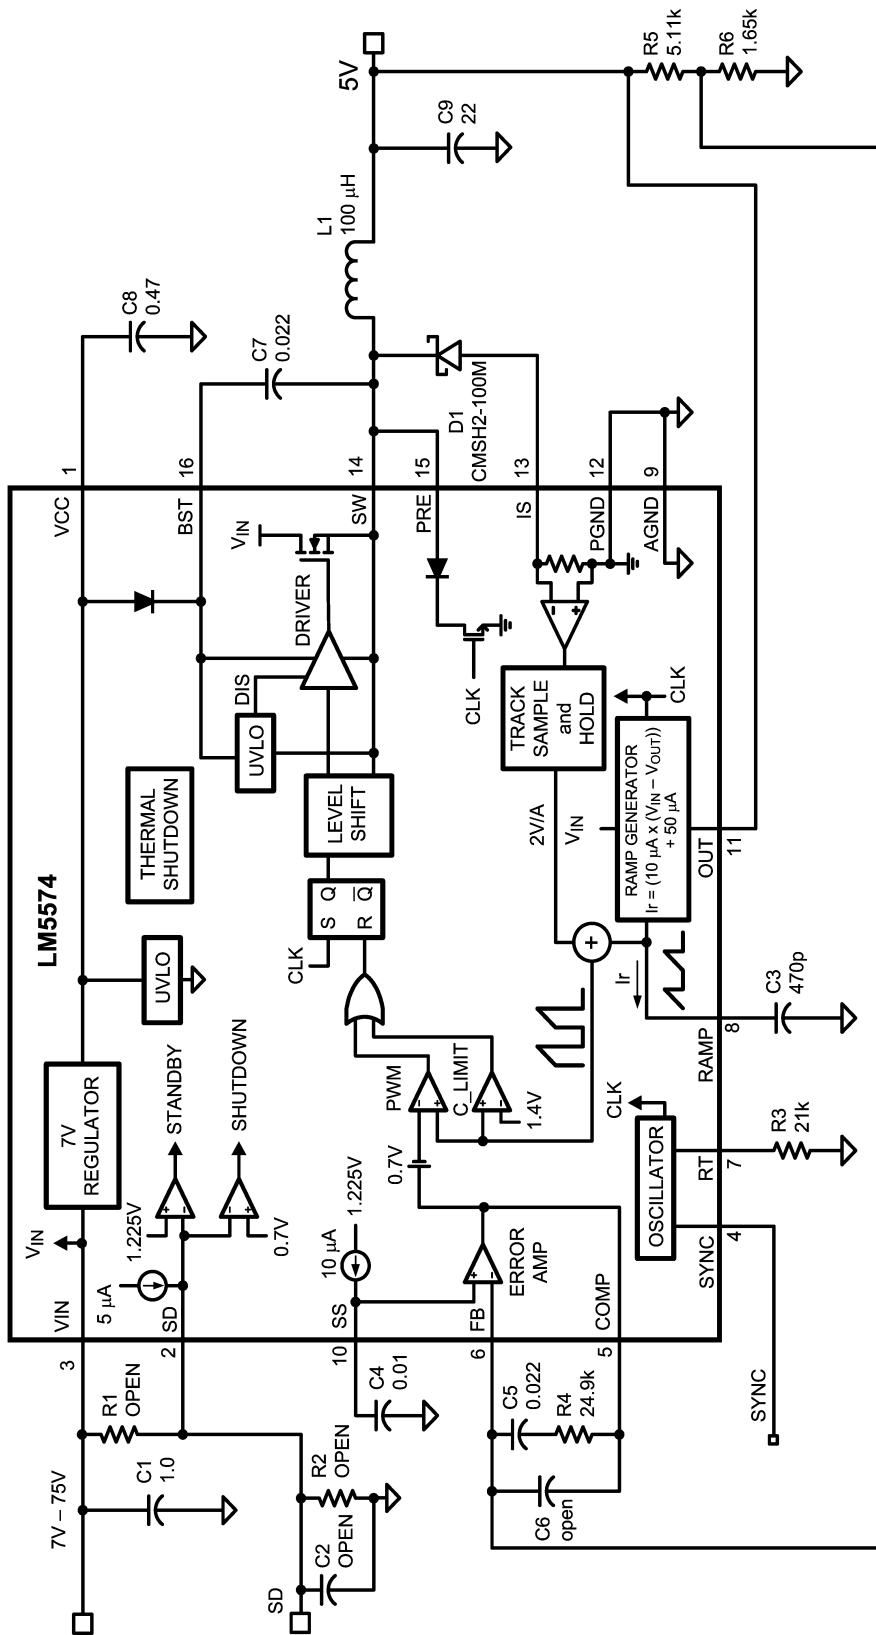 LM5574
7V – 75V
C1
1.0
R1
OPEN
3
VIN
V_IN
7V
REGULATOR
UVLO
THERMAL
SHUTDOWN
VCC
1
C8
0.47
5 µA
1.225V
STANDBY
SHUTDOWN
0.7V
2
SD
SD
C2
OPEN
R2
OPEN
UVLO
DIS
BST
16
C7
0.022
V_IN
DRIVER
LEVEL
SHIFT
CLK
S Q
R Q̅
SW
14
L1
100 µH
5V
C9
22
R5
5.11k
R6
1.65k
10
SS
10 µA
1.225V
C4
0.01
PRE
15
CLK
D1
CMSH2-100M
PWM
C_LIMIT
1.4V
0.7V
6
FB
ERROR
AMP
C5
0.022
R4
24.9k
C6
open
5
COMP
IS
13
PGND
12
AGND
9
TRACK
SAMPLE
and
HOLD
2V/A
+
V_IN
CLK
RAMP GENERATOR
Ir = (10 µA x (V_IN – V_OUT))
+ 50 µA
Ir
OUT
11
RAMP
8
C3
470p
CLK
OSCILLATOR
RT
7
R3
21k
SYNC
4
SYNC